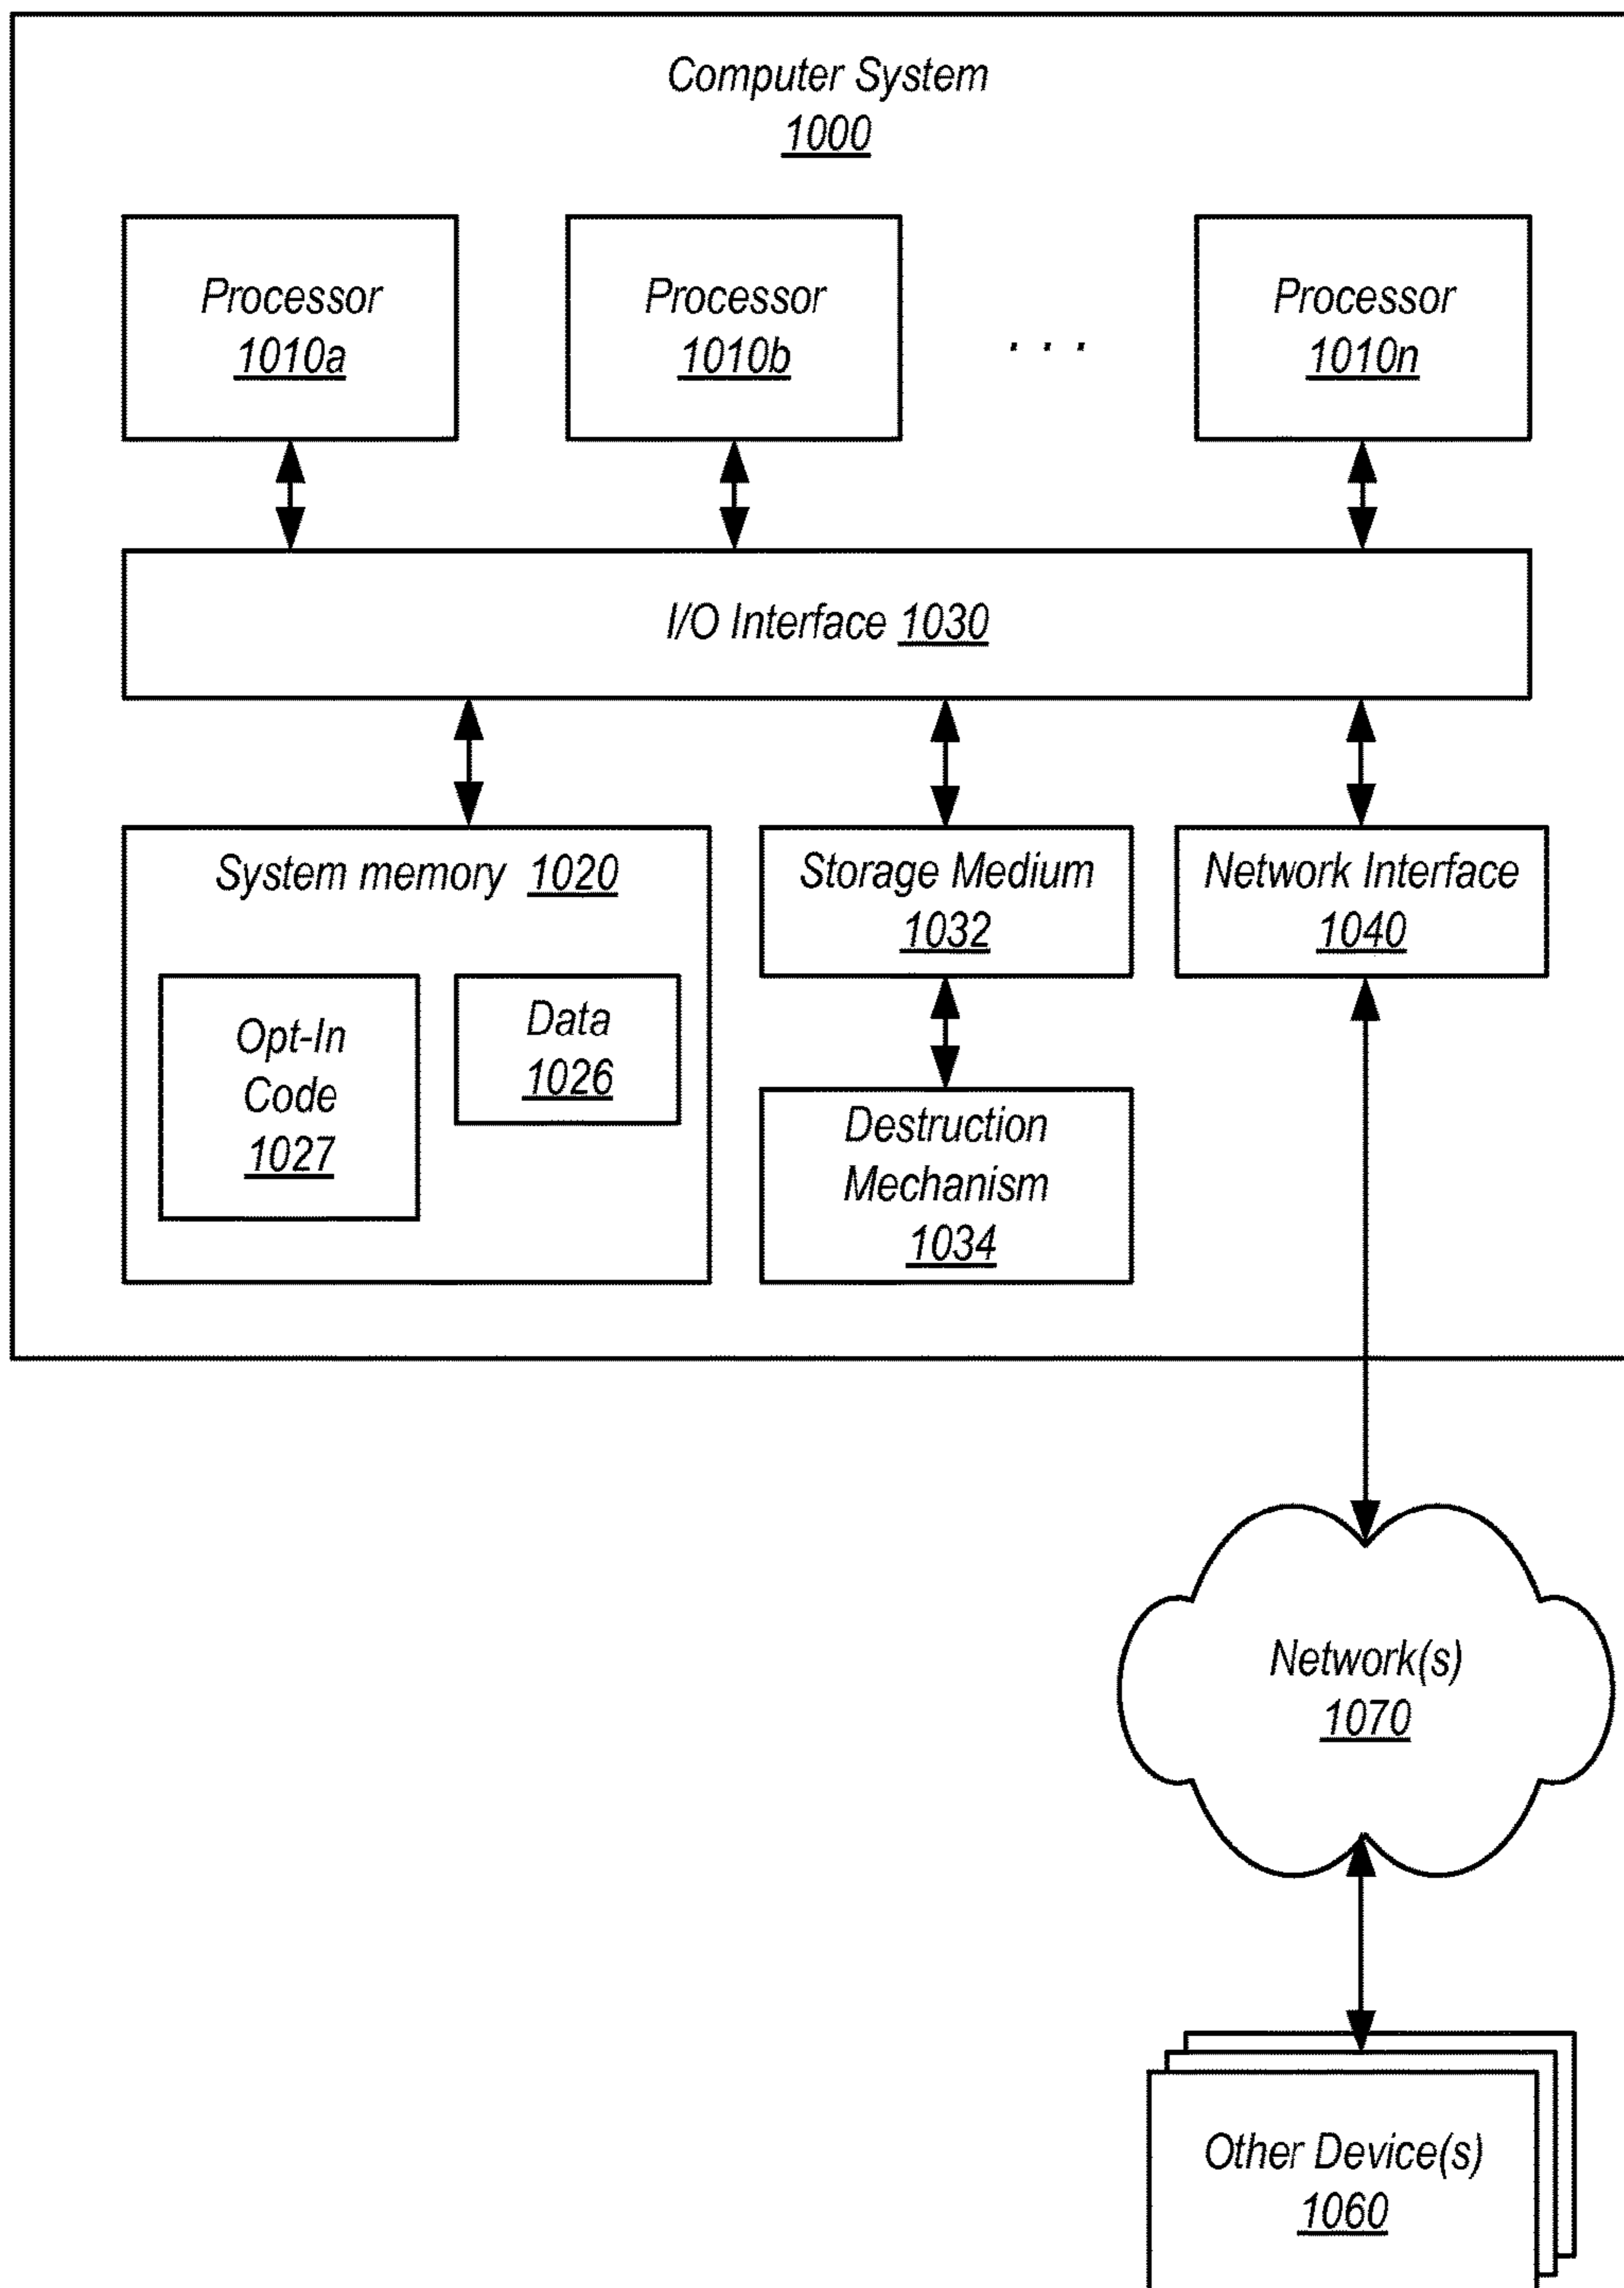 Computer System
1000
Processor
1010a
Processor
1010b
. . .
Processor
1010n
I/O Interface 1030
System memory 1020
Opt-In
Code
1027
Data
1026
Storage Medium
1032
Destruction
Mechanism
1034
Network Interface
1040
Network(s)
1070
Other Device(s)
1060